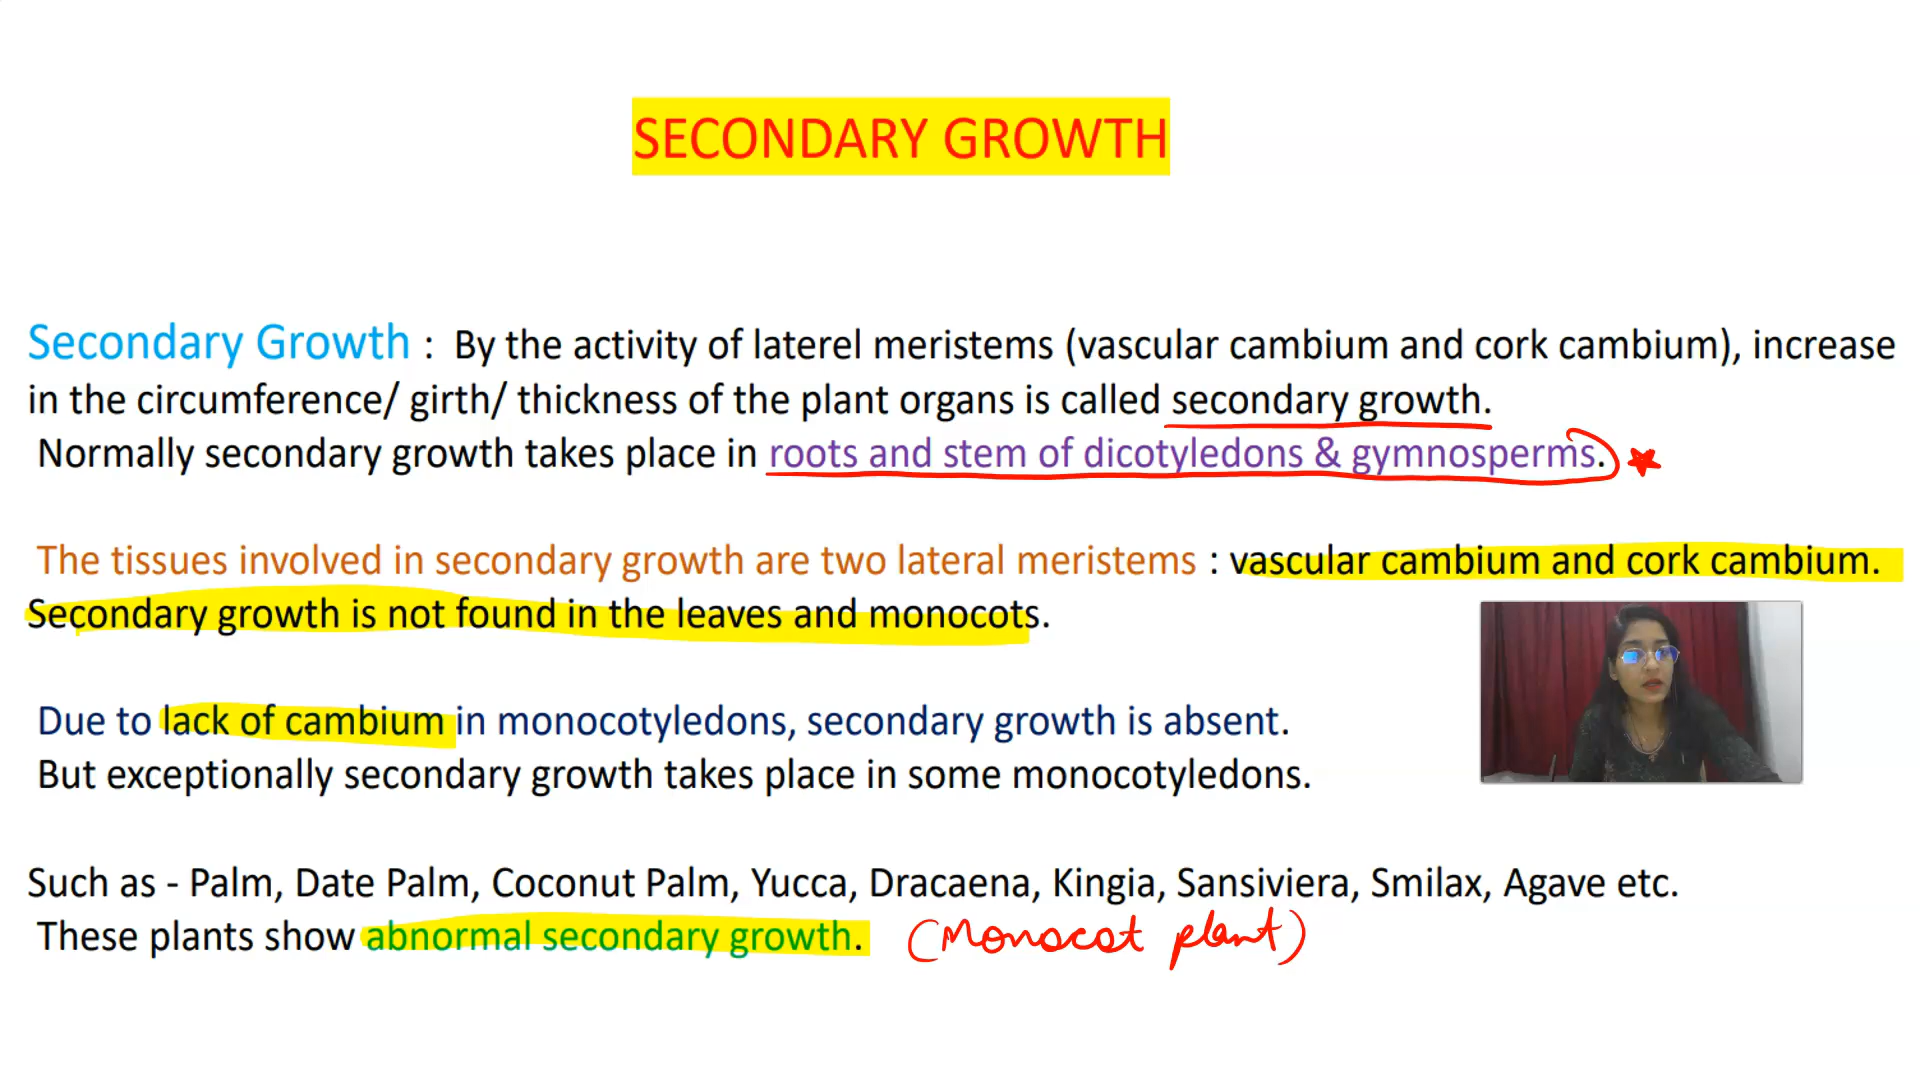 SECONDARY GROWTH
Secondary Growth : By the activity of laterel meristems (vascular cambium and cork cambium), increase
in the circumference/ girth/ thickness of the plant organs is called secondary growth.
Normally secondary growth takes place in roots and stem of dicotyledons & gymnosperms.
The tissues involved in secondary growth are two lateral meristems : vascular cambium and cork cambium.
Secondary growth is not found in the leaves and monocots.
Due to lack of cambium in monocotyledons, secondary growth is absent.
But exceptionally secondary growth takes place in some monocotyledons.
Such as - Palm, Date Palm, Coconut Palm, Yucca, Dracaena, Kingia, Sansiviera, Smilax, Agave etc.
These plants show abnormal secondary growth. (Monocot plant)